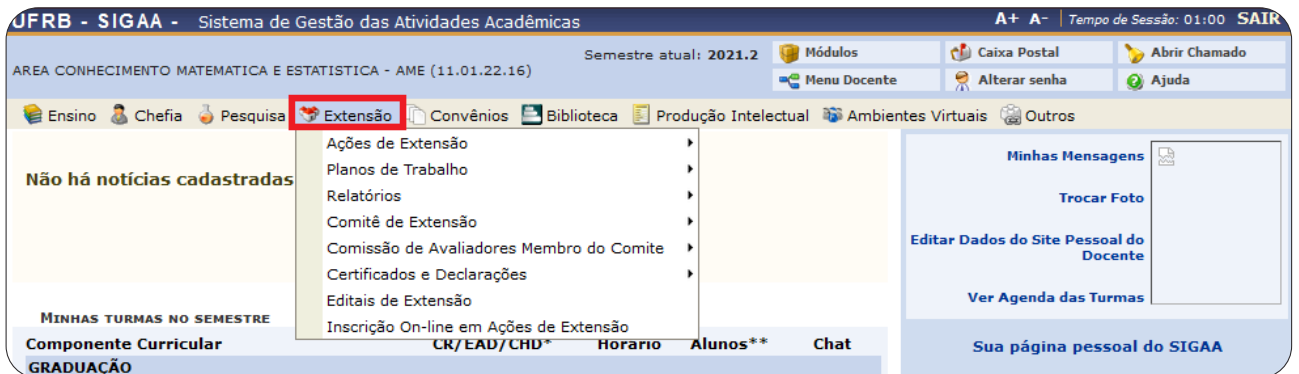 UFRB - SIGAA - Sistema de Gestão das Atividades Acadêmicas A+ A- | Tempo de Sessão: 01:00 SAIR
Semestre atual: 2021.2
AREA CONHECIMENTO MATEMATICA E ESTATISTICA - AME (11.01.22.16)
Módulos Caixa Postal Abrir Chamado
Menu Docente Alterar senha Ajuda
Ensino Chefia Pesquisa Extensão Convênios Biblioteca Produção Intelectual Ambientes Virtuais Outros
Ações de Extensão
Planos de Trabalho
Relatórios
Comitê de Extensão
Comissão de Avaliadores Membro do Comite
Certificados e Declarações
Editais de Extensão
Inscrição On-line em Ações de Extensão
Não há notícias cadastradas
Minhas Mensagens
Trocar Foto
Editar Dados do Site Pessoal do
Docente
Ver Agenda das Turmas
Sua página pessoal do SIGAA
MINHAS TURMAS NO SEMESTRE
Componente Curricular CR/EAD/CHD* Horário Alunos** Chat
GRADUAÇÃO